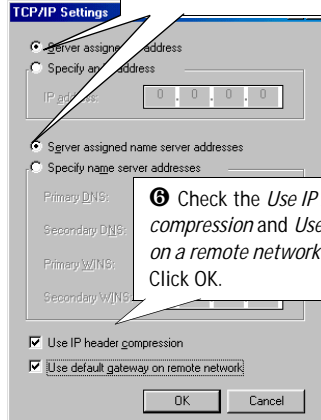 TCP/IP Settings
Server assigned address
Specify an address
IP address:
0 . 0 . 0 . 0
Server assigned name server addresses
Specify name server addresses
Primary DNS:
Secondary DNS:
Primary WINS:
Secondary WINS:
❻ Check the Use IP
compression and Use
on a remote network
Click OK.
Use IP header compression
Use default gateway on remote network
OK Cancel